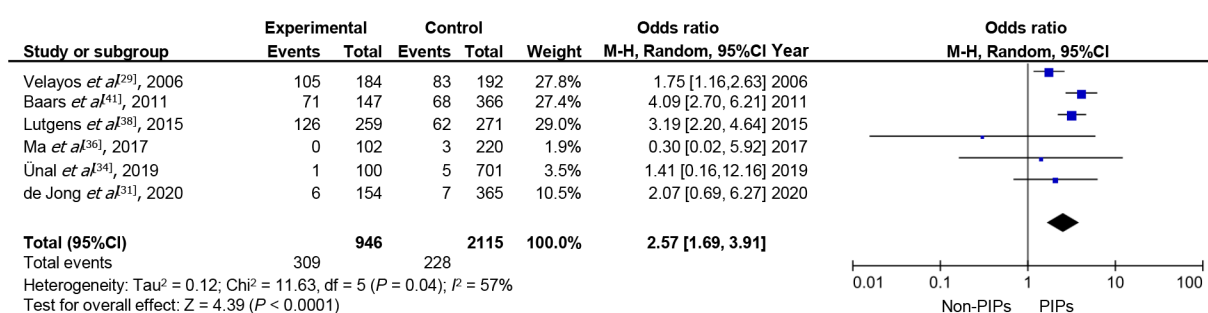 Experimental Control Odds ratio Odds ratio
Study or subgroup Events Total Events Total Weight M-H, Random, 95%CI Year M-H, Random, 95%CI
Velayos et al[29], 2006 105 184 83 192 27.8% 1.75 [1.16,2.63] 2006
Baars et al[41], 2011 71 147 68 366 27.4% 4.09 [2.70, 6.21] 2011
Lutgens et al[38], 2015 126 259 62 271 29.0% 3.19 [2.20, 4.64] 2015
Ma et al[36], 2017 0 102 3 220 1.9% 0.30 [0.02, 5.92] 2017
Ünal et al[34], 2019 1 100 5 701 3.5% 1.41 [0.16,12.16] 2019
de Jong et al[31], 2020 6 154 7 365 10.5% 2.07 [0.69, 6.27] 2020
Total (95%CI) 946 2115 100.0% 2.57 [1.69, 3.91]
Total events 309 228
Heterogeneity: Tau² = 0.12; Chi² = 11.63, df = 5 (P = 0.04); I² = 57%
Test for overall effect: Z = 4.39 (P < 0.0001)
0.01 0.1 1 10 100
Non-PIPs PIPs